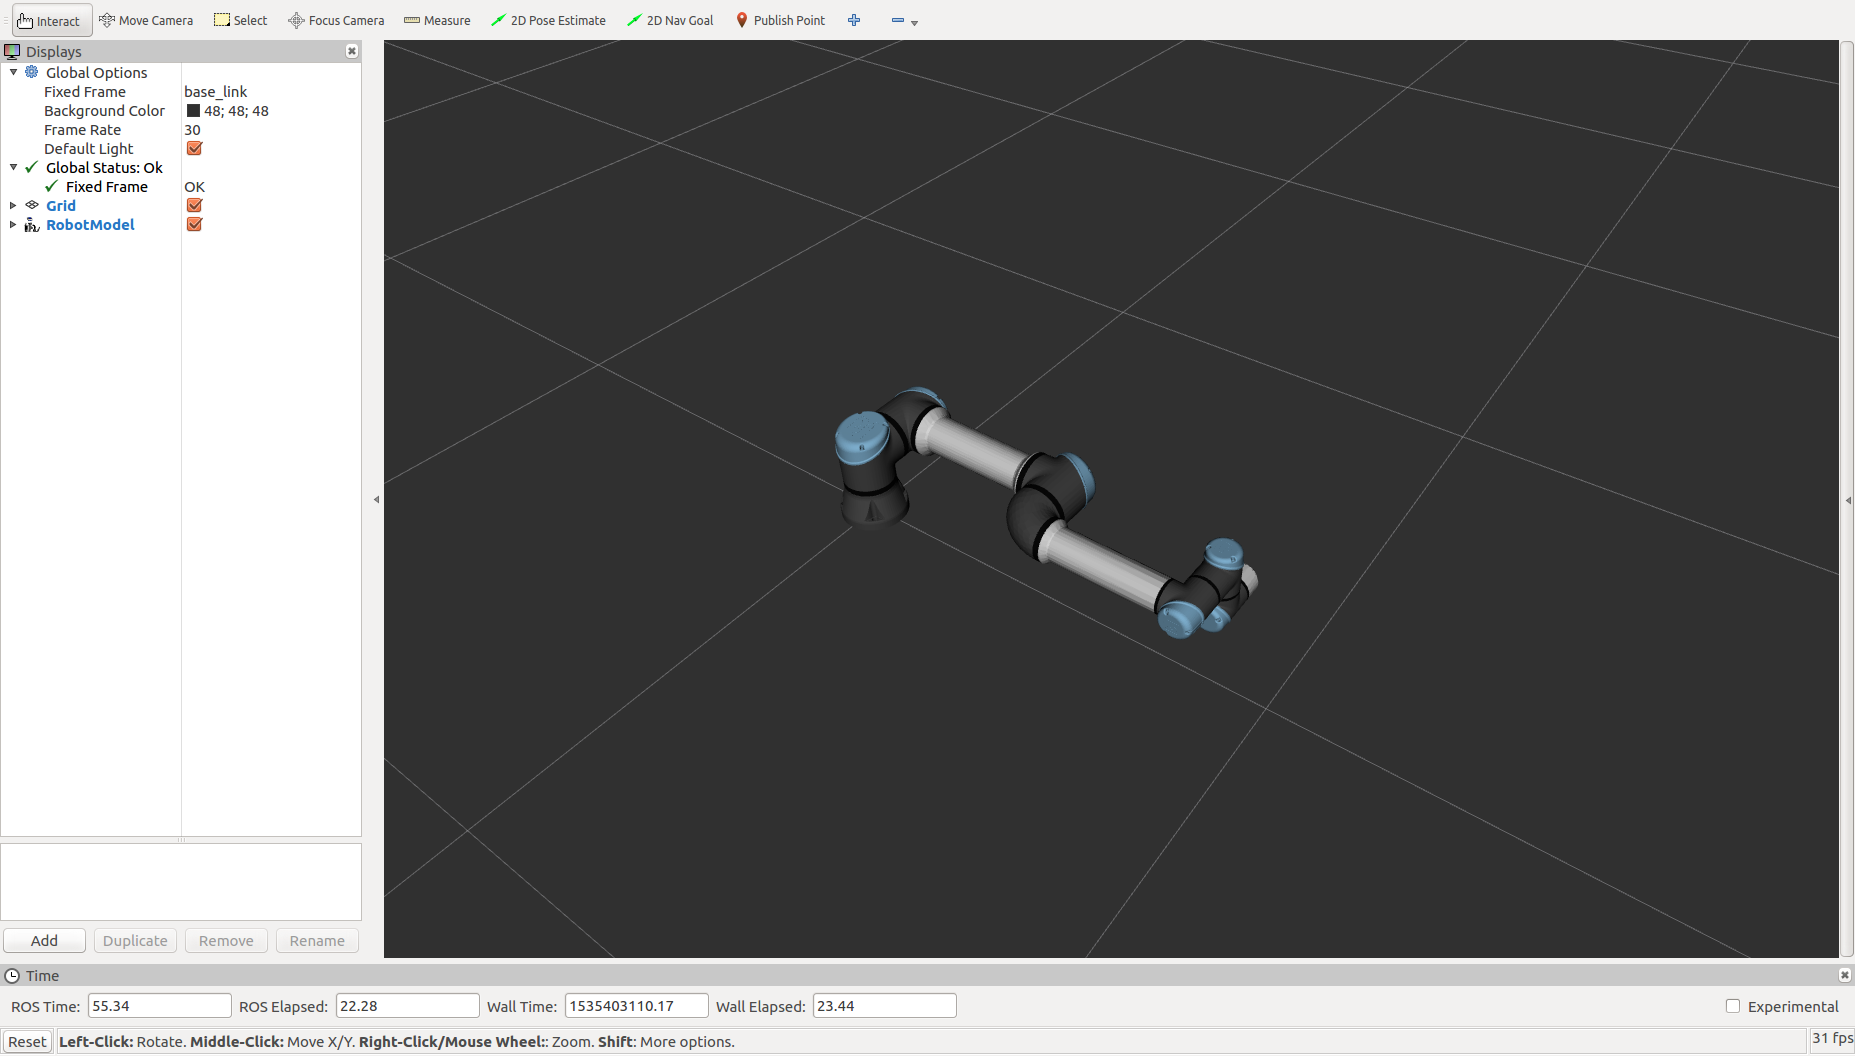 Interact Move Camera Select Focus Camera Measure 2D Pose Estimate 2D Nav Goal Publish Point
Displays
Global Options
Fixed Frame base_link
Background Color 48; 48; 48
Frame Rate 30
Default Light
Global Status: Ok
Fixed Frame OK
Grid
RobotModel
Add Duplicate Remove Rename
Time
ROS Time: 55.34 ROS Elapsed: 22.28 Wall Time: 1535403110.17 Wall Elapsed: 23.44 Experimental
Reset Left-Click: Rotate. Middle-Click: Move X/Y. Right-Click/Mouse Wheel:: Zoom. Shift: More options. 31 fps